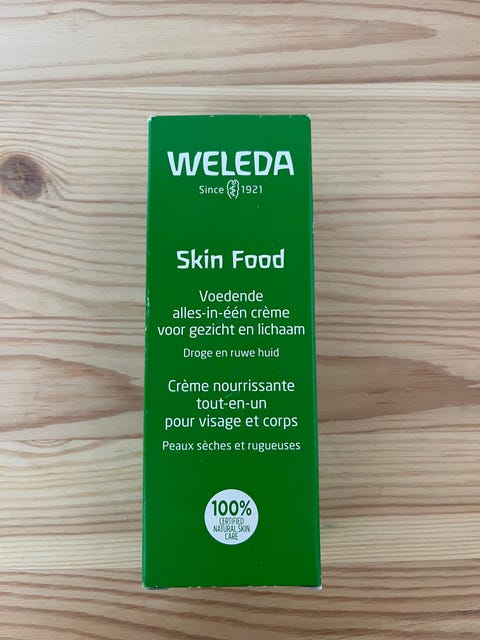 WELEDA
Since 1921
Skin Food
Voedende
alles-in-één crème
voor gezicht en lichaam
Droge en ruwe huid
Crème nourrissante
tout-en-un
pour visage et corps
Peaux sèches et rugueuses
100%
CERTIFIED
NATURAL SKIN
CARE